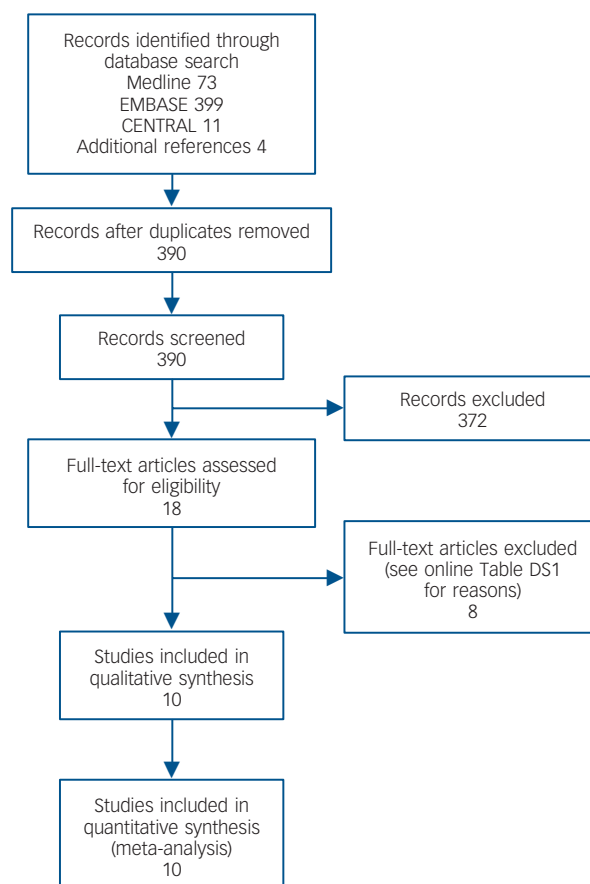 Records identified through
database search
Medline 73
EMBASE 399
CENTRAL 11
Additional references 4
Records after duplicates removed
390
Records screened
390
Records excluded
372
Full-text articles assessed
for eligibility
18
Full-text articles excluded
(see online Table DS1
for reasons)
8
Studies included in
qualitative synthesis
10
Studies included in
quantitative synthesis
(meta-analysis)
10